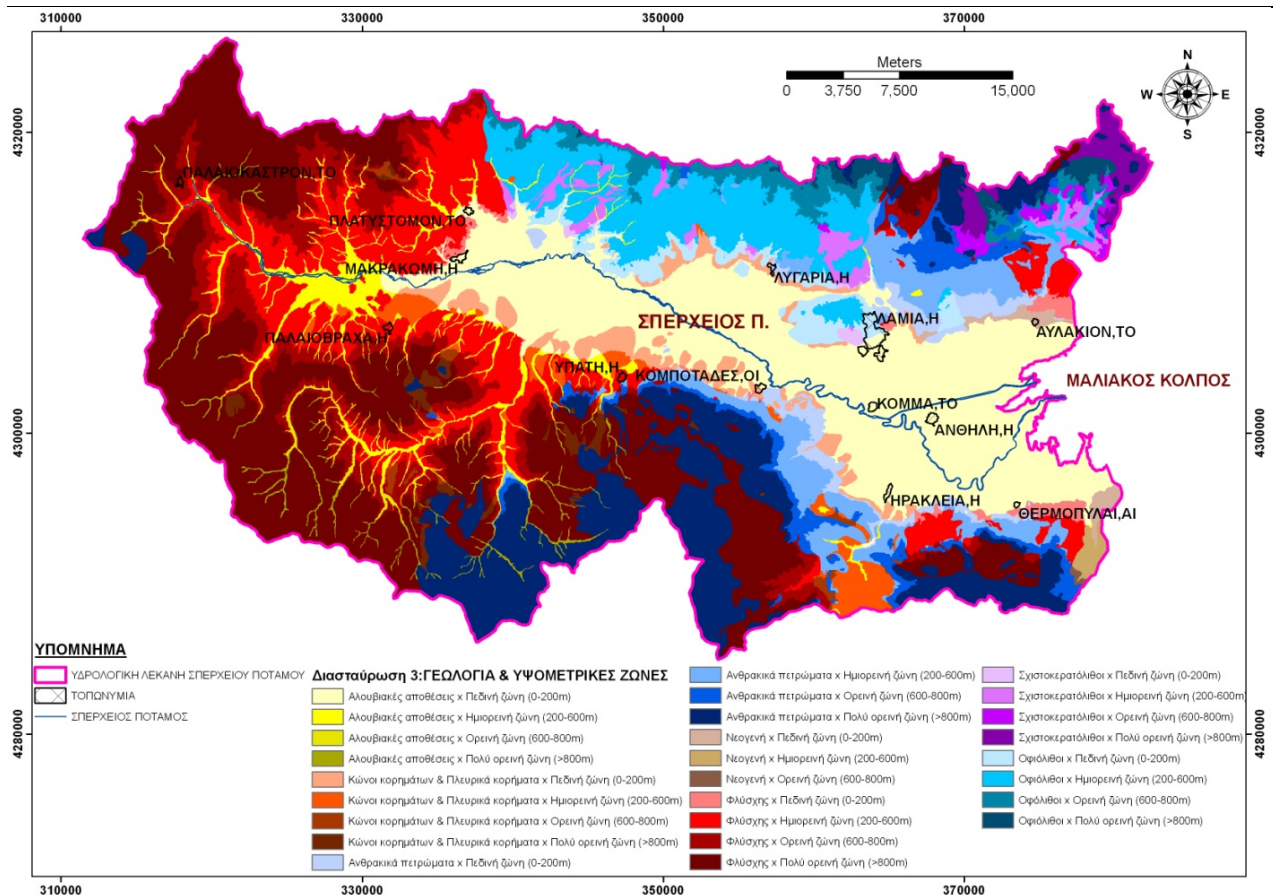 310000 330000 350000 370000
Meters
0 3,750 7,500 15,000
N
W E
S
4320000 4320000
ΠΑΛΑΙΟΚΑΣΤΡΟΝ,ΤΟ
ΠΛΑΤΥΣΤΟΜΟΝ,ΤΟ
ΜΑΚΡΑΚΩΜΗ,Η
ΛΥΓΑΡΙΑ,Η
ΣΠΕΡΧΕΙΟΣ Π.
ΛΑΜΙΑ,Η
ΑΥΛΑΚΙΟΝ,ΤΟ
ΠΑΛΑΙΟΒΡΑΧΑ,Η
ΥΠΑΤΗ,Η
ΚΟΜΠΟΤΑΔΕΣ,ΟΙ
ΜΑΛΙΑΚΟΣ ΚΟΛΠΟΣ
ΚΟΜΜΑ,ΤΟ
ΑΝΘΗΛΗ,Η
4300000 4300000
ΗΡΑΚΛΕΙΑ,Η
ΘΕΡΜΟΠΥΛΑΙ,ΑΙ
ΥΠΟΜΝΗΜΑ
ΥΔΡΟΛΟΓΙΚΗ ΛΕΚΑΝΗ ΣΠΕΡΧΕΙΟΥ ΠΟΤΑΜΟΥ
ΤΟΠΩΝΥΜΙΑ
ΣΠΕΡΧΕΙΟΣ ΠΟΤΑΜΟΣ
Διασταύρωση 3:ΓΕΩΛΟΓΙΑ & ΥΨΟΜΕΤΡΙΚΕΣ ΖΩΝΕΣ
Αλουβιακές αποθέσεις x Πεδινή ζώνη (0-200m)
Αλουβιακές αποθέσεις x Ημιορεινή ζώνη (200-600m)
Αλουβιακές αποθέσεις x Ορεινή ζώνη (600-800m)
Αλουβιακές αποθέσεις x Πολύ ορεινή ζώνη (>800m)
Κώνοι κορημάτων & Πλευρικά κορήματα x Πεδινή ζώνη (0-200m)
Κώνοι κορημάτων & Πλευρικά κορήματα x Ημιορεινή ζώνη (200-600m)
Κώνοι κορημάτων & Πλευρικά κορήματα x Ορεινή ζώνη (600-800m)
Κώνοι κορημάτων & Πλευρικά κορήματα x Πολύ ορεινή ζώνη (>800m)
Ανθρακικά πετρώματα x Πεδινή ζώνη (0-200m)
Ανθρακικά πετρώματα x Ημιορεινή ζώνη (200-600m)
Ανθρακικά πετρώματα x Ορεινή ζώνη (600-800m)
Ανθρακικά πετρώματα x Πολύ ορεινή ζώνη (>800m)
Νεογενή x Πεδινή ζώνη (0-200m)
Νεογενή x Ημιορεινή ζώνη (200-600m)
Νεογενή x Ορεινή ζώνη (600-800m)
Φλύσχης x Πεδινή ζώνη (0-200m)
Φλύσχης x Ημιορεινή ζώνη (200-600m)
Φλύσχης x Ορεινή ζώνη (600-800m)
Φλύσχης x Πολύ ορεινή ζώνη (>800m)
Σχιστοκερατόλιθοι x Πεδινή ζώνη (0-200m)
Σχιστοκερατόλιθοι x Ημιορεινή ζώνη (200-600m)
Σχιστοκερατόλιθοι x Ορεινή ζώνη (600-800m)
Σχιστοκερατόλιθοι x Πολύ ορεινή ζώνη (>800m)
Οφιόλιθοι x Πεδινή ζώνη (0-200m)
Οφιόλιθοι x Ημιορεινή ζώνη (200-600m)
Οφιόλιθοι x Ορεινή ζώνη (600-800m)
Οφιόλιθοι x Πολύ ορεινή ζώνη (>800m)
4280000 4280000
310000 330000 350000 370000